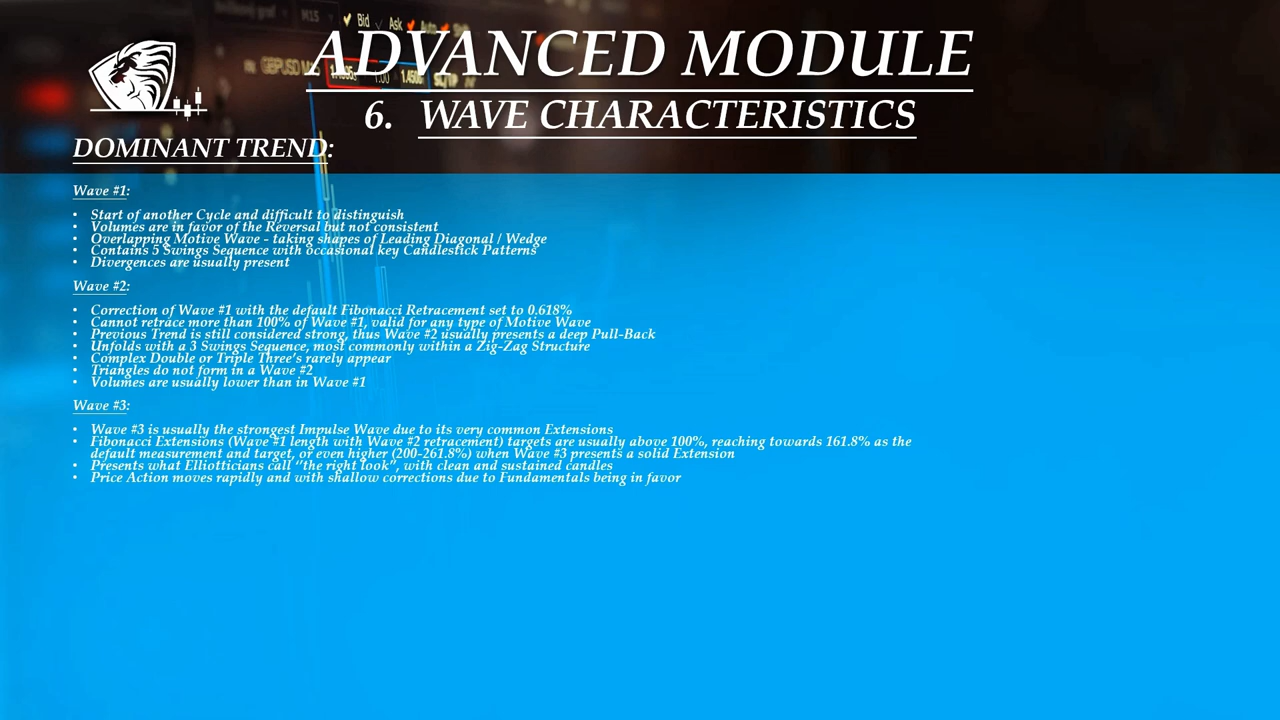 ADVANCED MODULE
6. WAVE CHARACTERISTICS
DOMINANT TREND:
Wave #1:
• Start of another Cycle and difficult to distinguish
• Volumes are in favor of the Reversal but not consistent
• Overlapping Motive Wave - taking shapes of Leading Diagonal / Wedge
• Contains 5 Swings Sequence with occasional key Candlestick Patterns
• Divergences are usually present
Wave #2:
• Correction of Wave #1 with the default Fibonacci Retracement set to 0.618%
• Cannot retrace more than 100% of Wave #1, valid for any type of Motive Wave
• Previous Trend is still considered strong, thus Wave #2 usually presents a deep Pull-Back
• Unfolds with a 3 Swings Sequence, most commonly within a Zig-Zag Structure
• Complex Double or Triple Three's rarely appear
• Triangles do not form in a Wave #2
• Volumes are usually lower than in Wave #1
Wave #3:
• Wave #3 is usually the strongest Impulse Wave due to its very common Extensions
• Fibonacci Extensions (Wave #1 length with Wave #2 retracement) targets are usually above 100%, reaching towards 161.8% as the
default measurement and target, or even higher (200-261.8%) when Wave #3 presents a solid Extension
• Presents what Elliotticians call ‘‘the right look’’, with clean and sustained candles
• Price Action moves rapidly and with shallow corrections due to Fundamentals being in favor
M15
Bid
Ask
GBPUSD
1.00